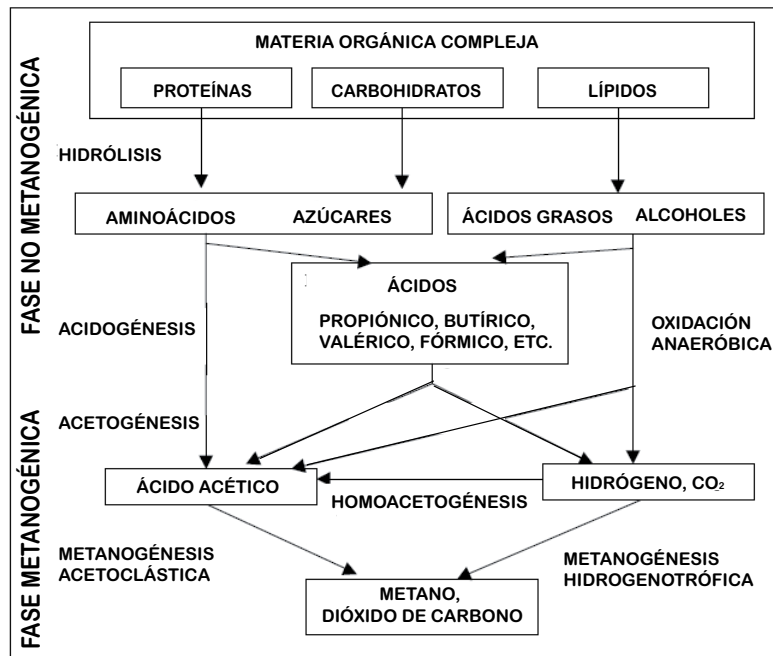 FASE NO METANOGÉNICA
MATERIA ORGÁNICA COMPLEJA
PROTEÍNAS
CARBOHIDRATOS
LÍPIDOS
HIDRÓLISIS
AMINOÁCIDOS
AZÚCARES
ÁCIDOS GRASOS
ALCOHOLES
ÁCIDOS
PROPIÓNICO, BUTÍRICO,
VALÉRICO, FÓRMICO, ETC.
ACIDOGÉNESIS
OXIDACIÓN
ANAERÓBICA
FASE METANOGÉNICA
ACETOGÉNESIS
ÁCIDO ACÉTICO
HOMOACETOGÉNESIS
HIDRÓGENO, CO₂
METANOGÉNESIS
ACETOCLÁSTICA
METANOGÉNESIS
HIDROGENOTRÓFICA
METANO,
DIÓXIDO DE CARBONO